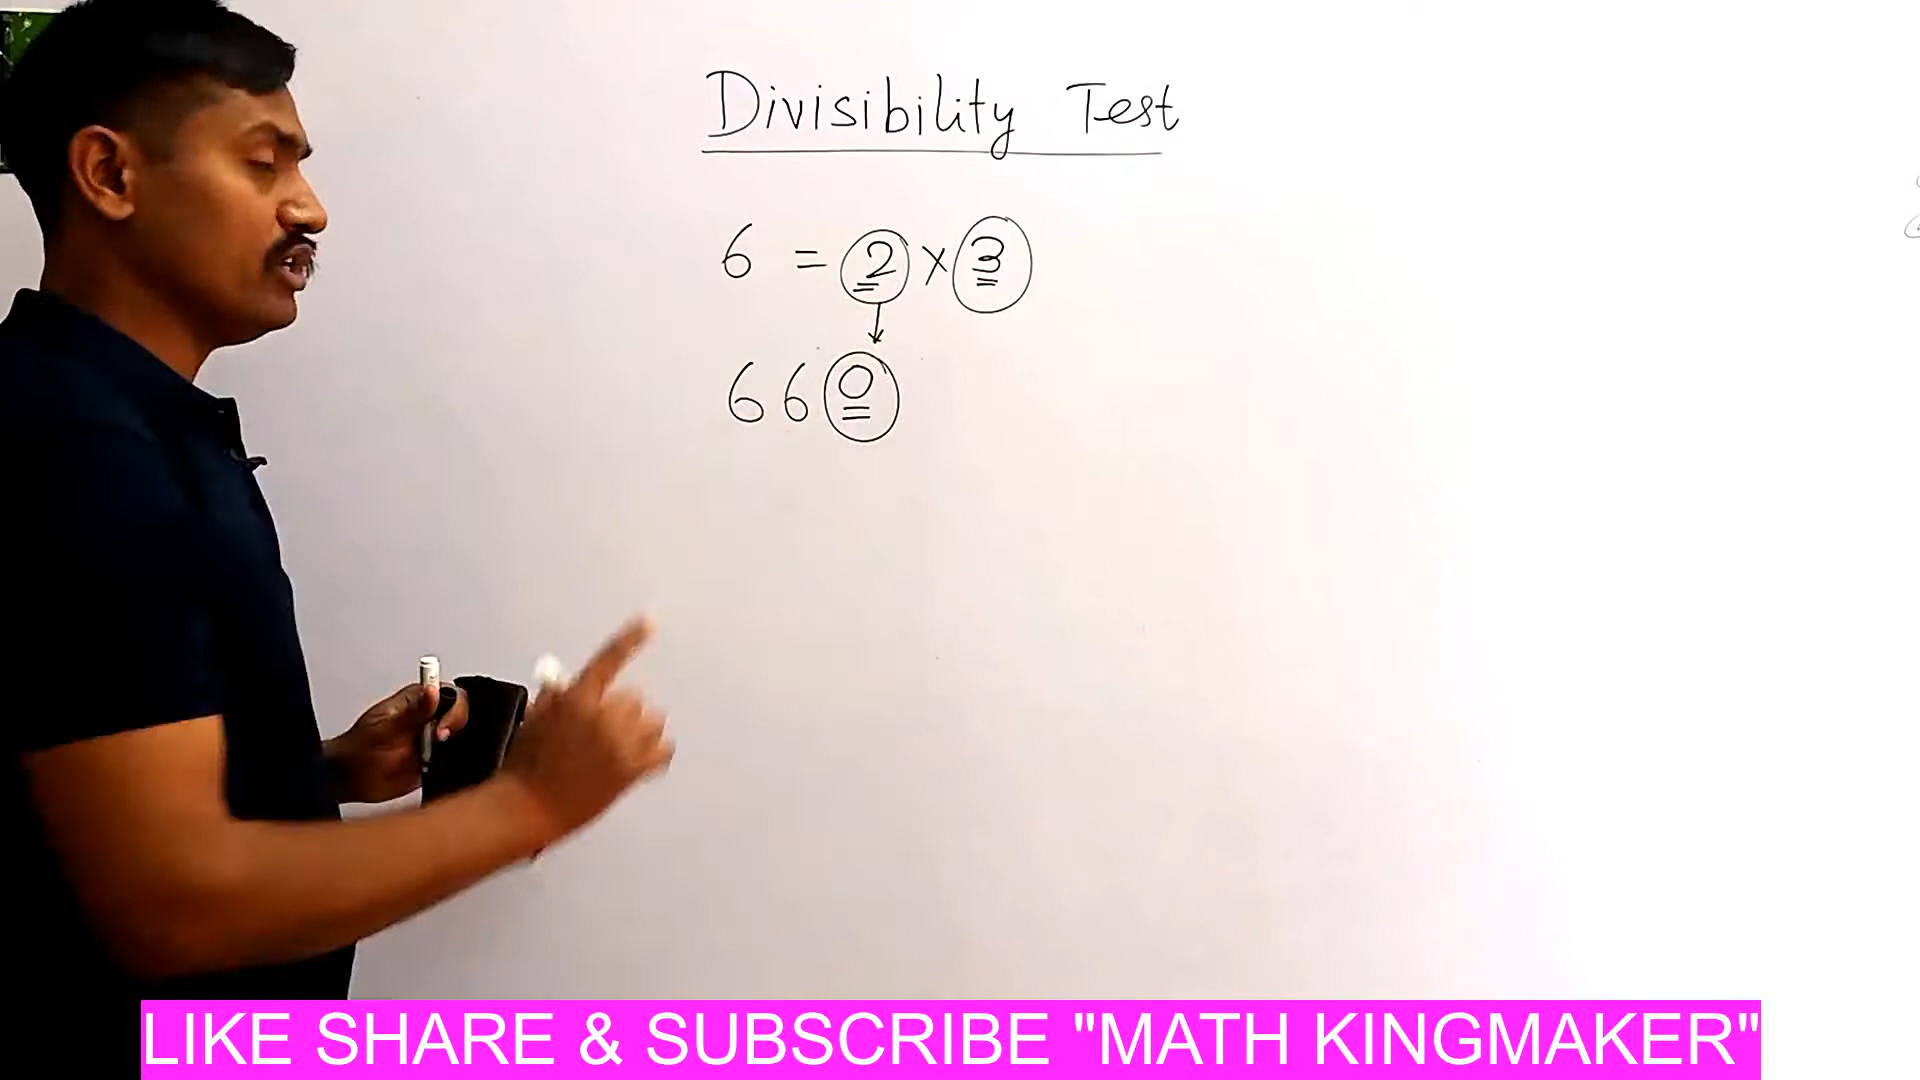 Divisibility Test
6 = 2 × 3
660
LIKE SHARE & SUBSCRIBE "MATH KINGMAKER"